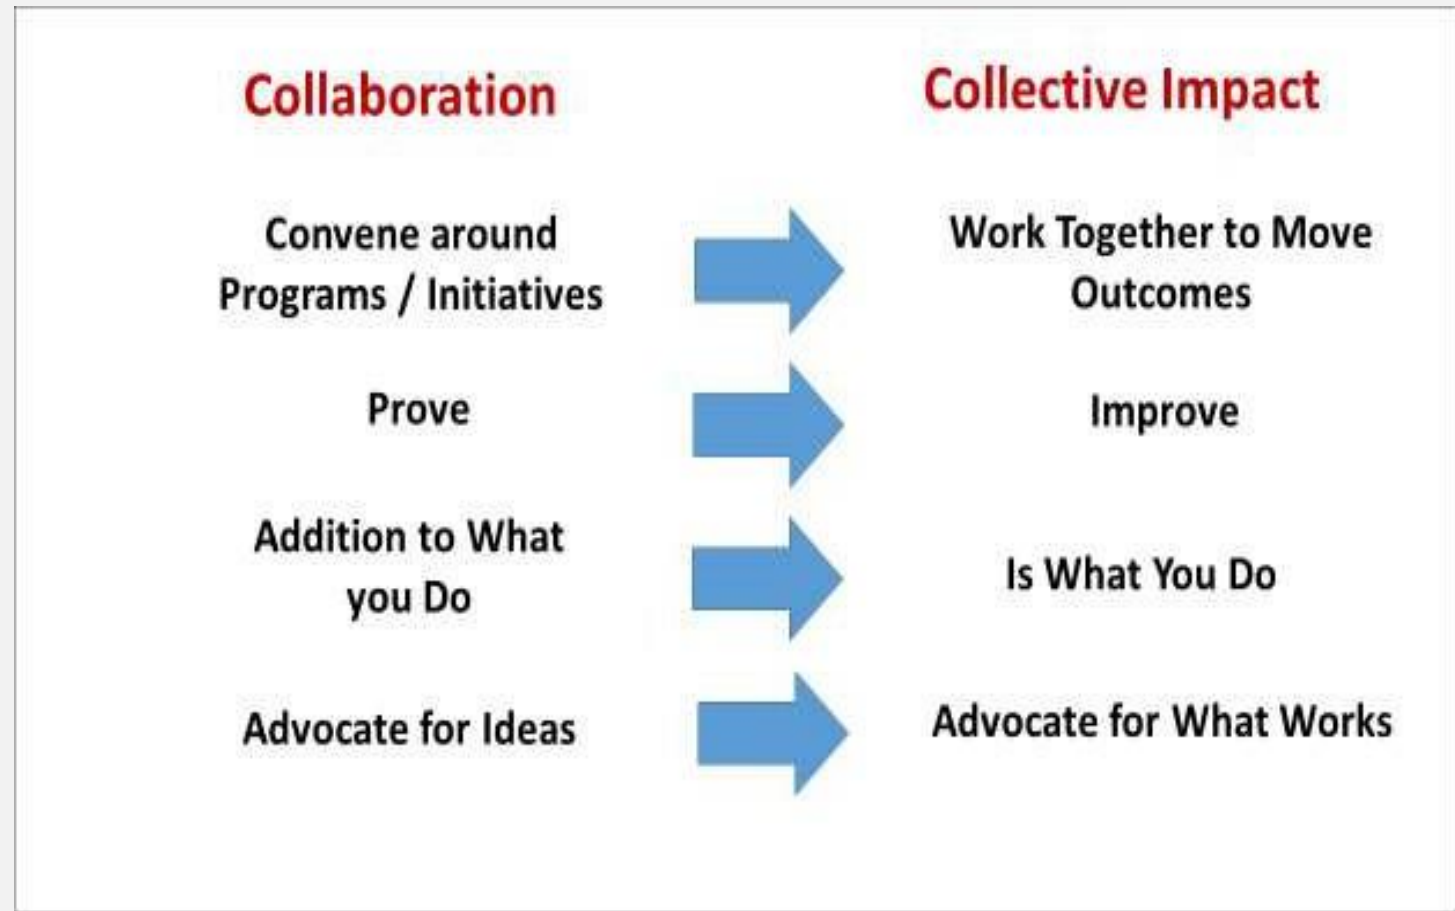 Collaboration
Collective Impact
Convene around
Programs / Initiatives
Work Together to Move
Outcomes
Prove
Improve
Addition to What
you Do
Is What You Do
Advocate for Ideas
Advocate for What Works